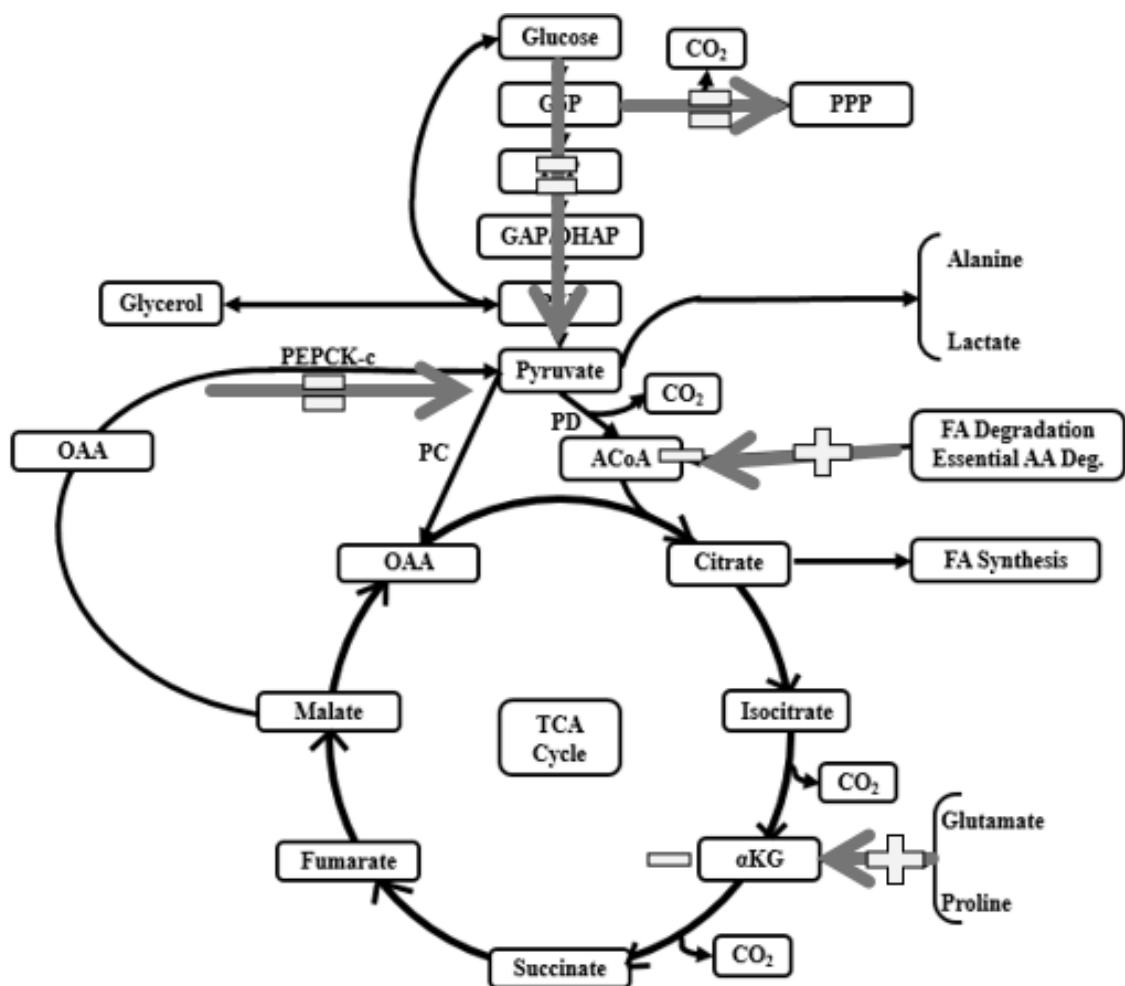 Glucose
CO₂
PPP
GAP/DHAP
Alanine
Glycerol
Lactate
PEPCK-c
Pyruvate
CO₂
PD
OAA
PC
ACoA
FA Degradation
Essential AA Deg.
OAA
Citrate
FA Synthesis
Malate
TCA
Cycle
Isocitrate
CO₂
Glutamate
Fumarate
αKG
Proline
Succinate
CO₂